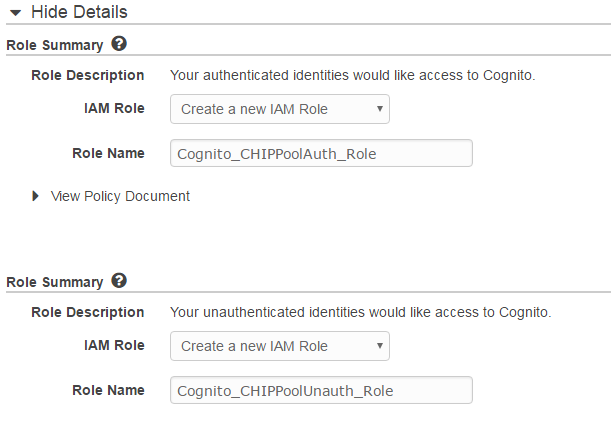 Hide Details
Role Summary ?
Role Description Your authenticated identities would like access to Cognito.
IAM Role Create a new IAM Role
Role Name Cognito_CHIPPoolAuth_Role
View Policy Document
Role Summary ?
Role Description Your unauthenticated identities would like access to Cognito.
IAM Role Create a new IAM Role
Role Name Cognito_CHIPPoolUnauth_Role